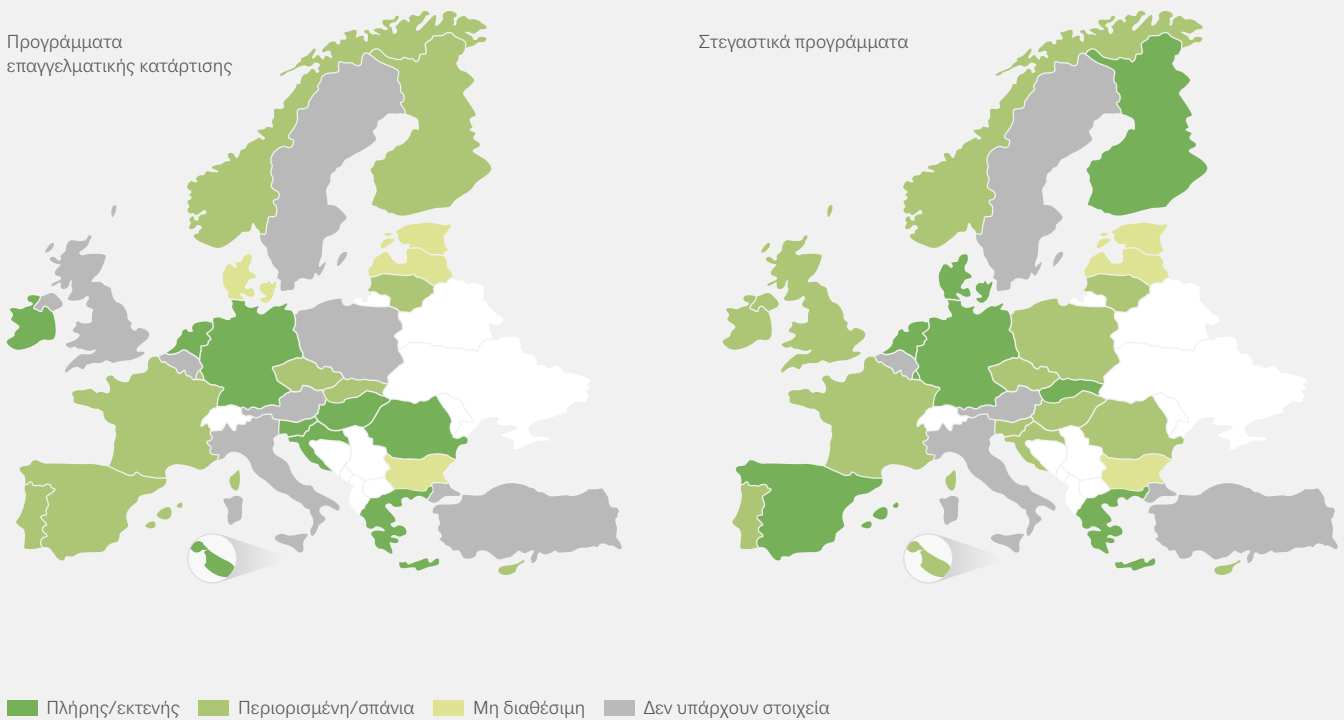 Προγράμματα
επαγγελματικής κατάρτισης
Στεγαστικά προγράμματα
Πλήρης/εκτενής
Περιορισμένη/σπάνια
Μη διαθέσιμη
Δεν υπάρχουν στοιχεία